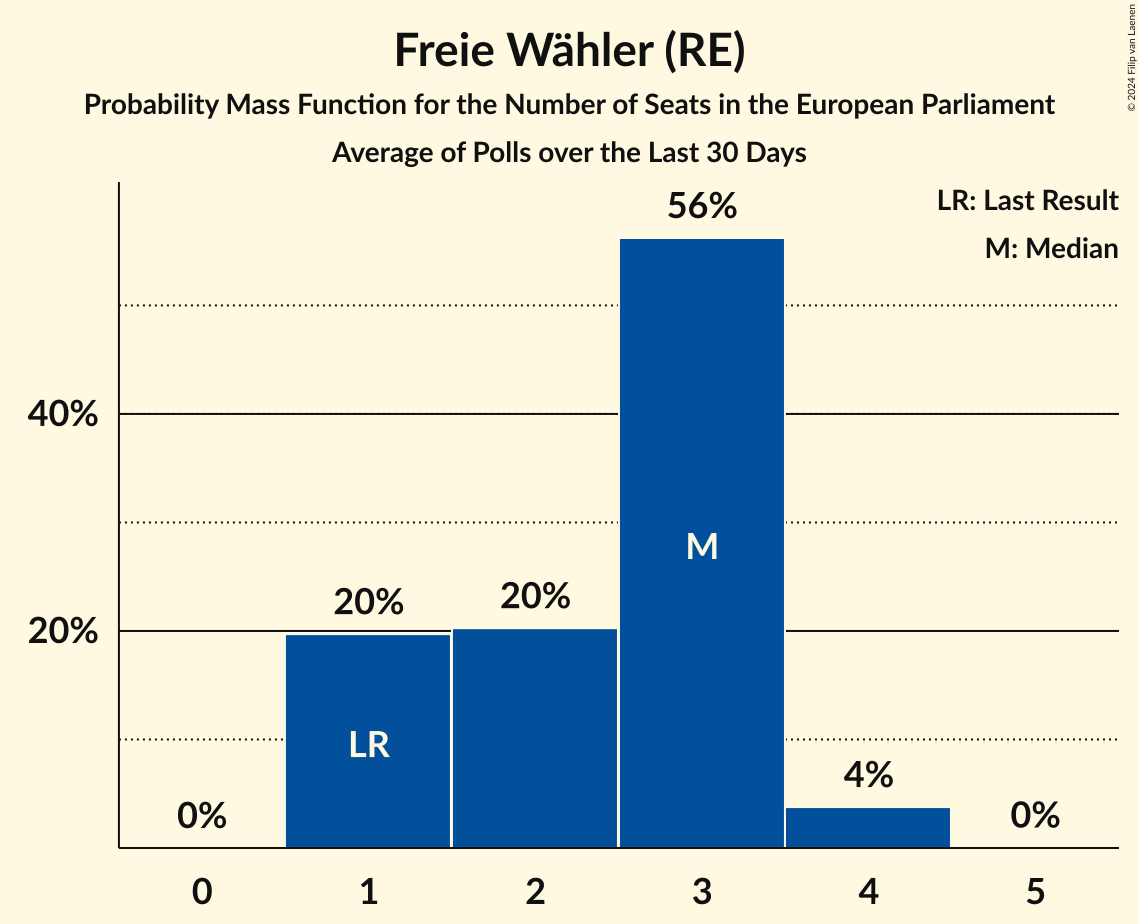 Freie Wähler (RE)
Probability Mass Function for the Number of Seats in the European Parliament
Average of Polls over the Last 30 Days
© 2024 Filip van Laenen
LR: Last Result
M: Median
56%
40%
M
20%
20%
20%
LR
4%
0%
0%
0 1 2 3 4 5